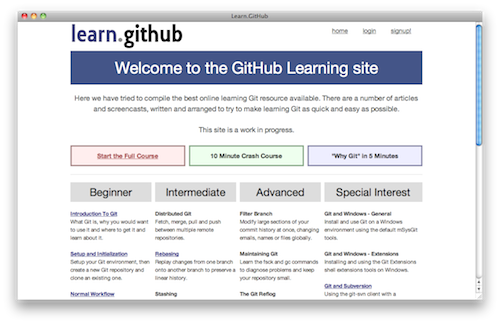 Learn.GitHub
learn.github
home login signup!
Welcome to the GitHub Learning site
Here we have tried to compile the best online learning Git resource available. There are a number of articles
and screencasts, written and arranged to try to make learning Git as quick and easy as possible.
This site is a work in progress.
Start the Full Course
10 Minute Crash Course
"Why Git" in 5 Minutes
Beginner
Introduction To Git
What Git is, why you would want
to use it and where to get it and
learn about it.
Setup and Initialization
Setup your Git environment, then
create a new Git repository and
clone an existing one.
Normal Workflow
Intermediate
Distributed Git
Fetch, merge, pull and push
between multiple remote
repositories.
Rebasing
Replay changes from one branch
onto another branch to preserve a
linear history.
Stashing
Advanced
Filter Branch
Modify large sections of your
commit history at once, changing
emails, names or files globally.
Maintaining Git
Learn the fsck and gc commands
to diagnose problems and keep
your repository small.
The Git Reflog
Special Interest
Git and Windows - General
Install and use Git on a Windows
environment using the default mSysGit
tools.
Git and Windows - Extensions
Installing and using the Git Extensions
shell extensions tools on Windows.
Git and Subversion
Using the git-svn client with a